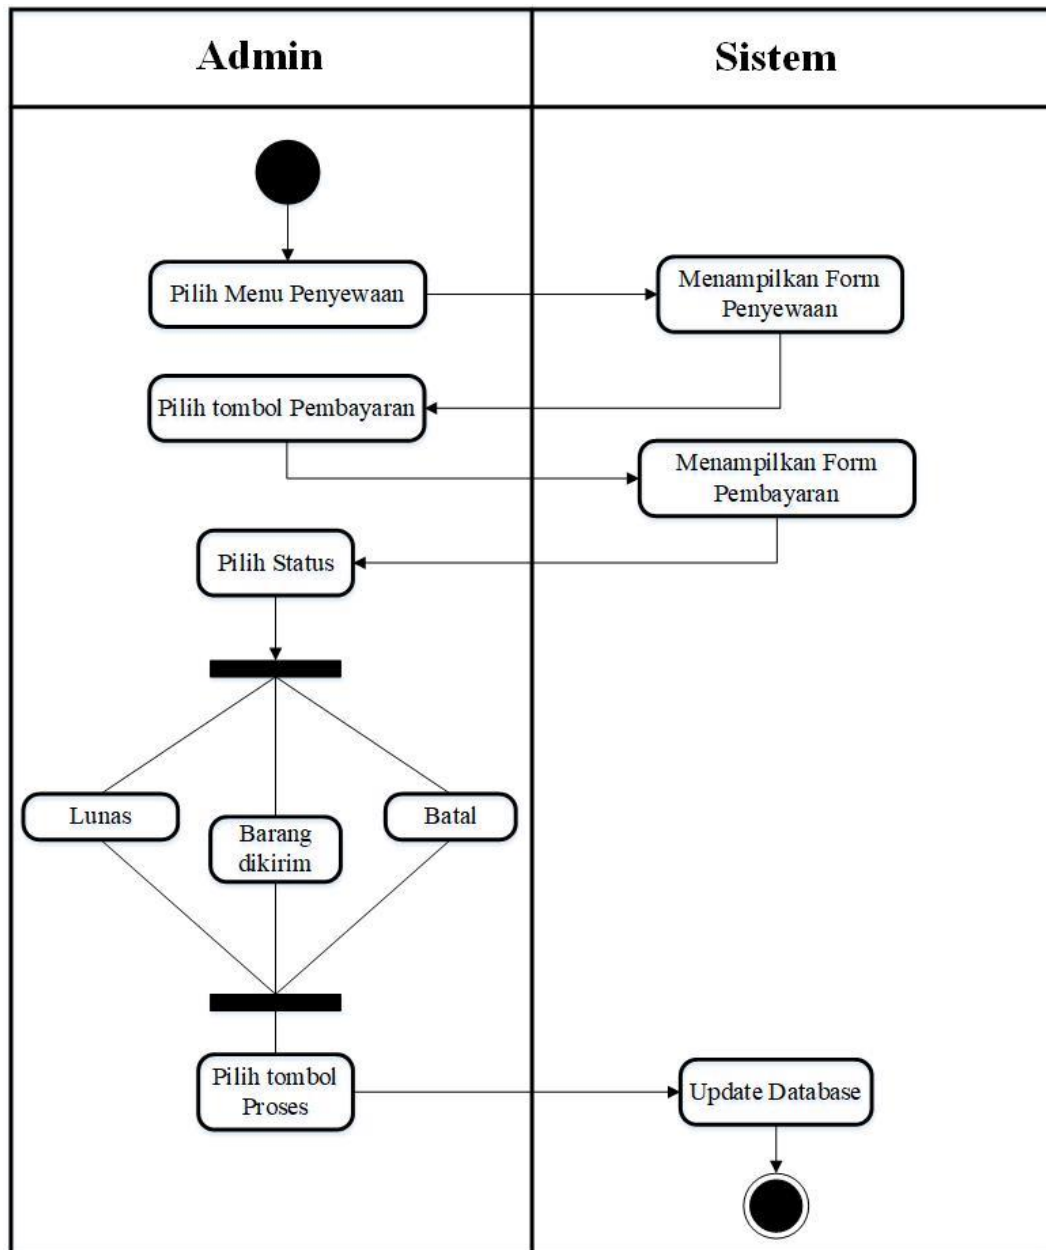 Admin
Sistem
Pilih Menu Penyewaan
Menampilkan Form
Penyewaan
Pilih tombol Pembayaran
Menampilkan Form
Pembayaran
Pilih Status
Lunas
Barang
dikirim
Batal
Pilih tombol
Proses
Update Database